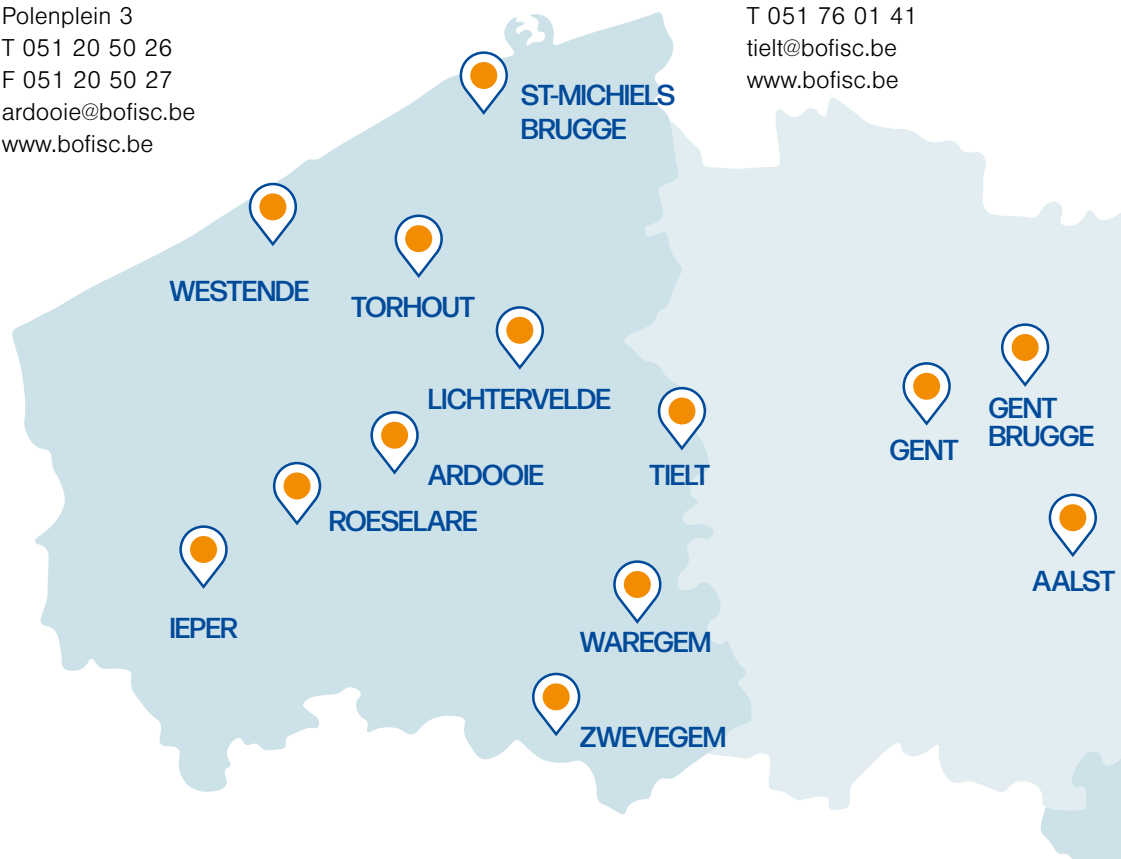 Polenplein 3
T 051 20 50 26
F 051 20 50 27
ardooie@bofisc.be
www.bofisc.be
T 051 76 01 41
tielt@bofisc.be
www.bofisc.be
ST-MICHIELS
BRUGGE
WESTENDE
TORHOUT
LICHTERVELDE
GENT
BRUGGE
GENT
ARDOOIE
TIELT
ROESELARE
AALST
IEPER
WAREGEM
ZWEVEGEM